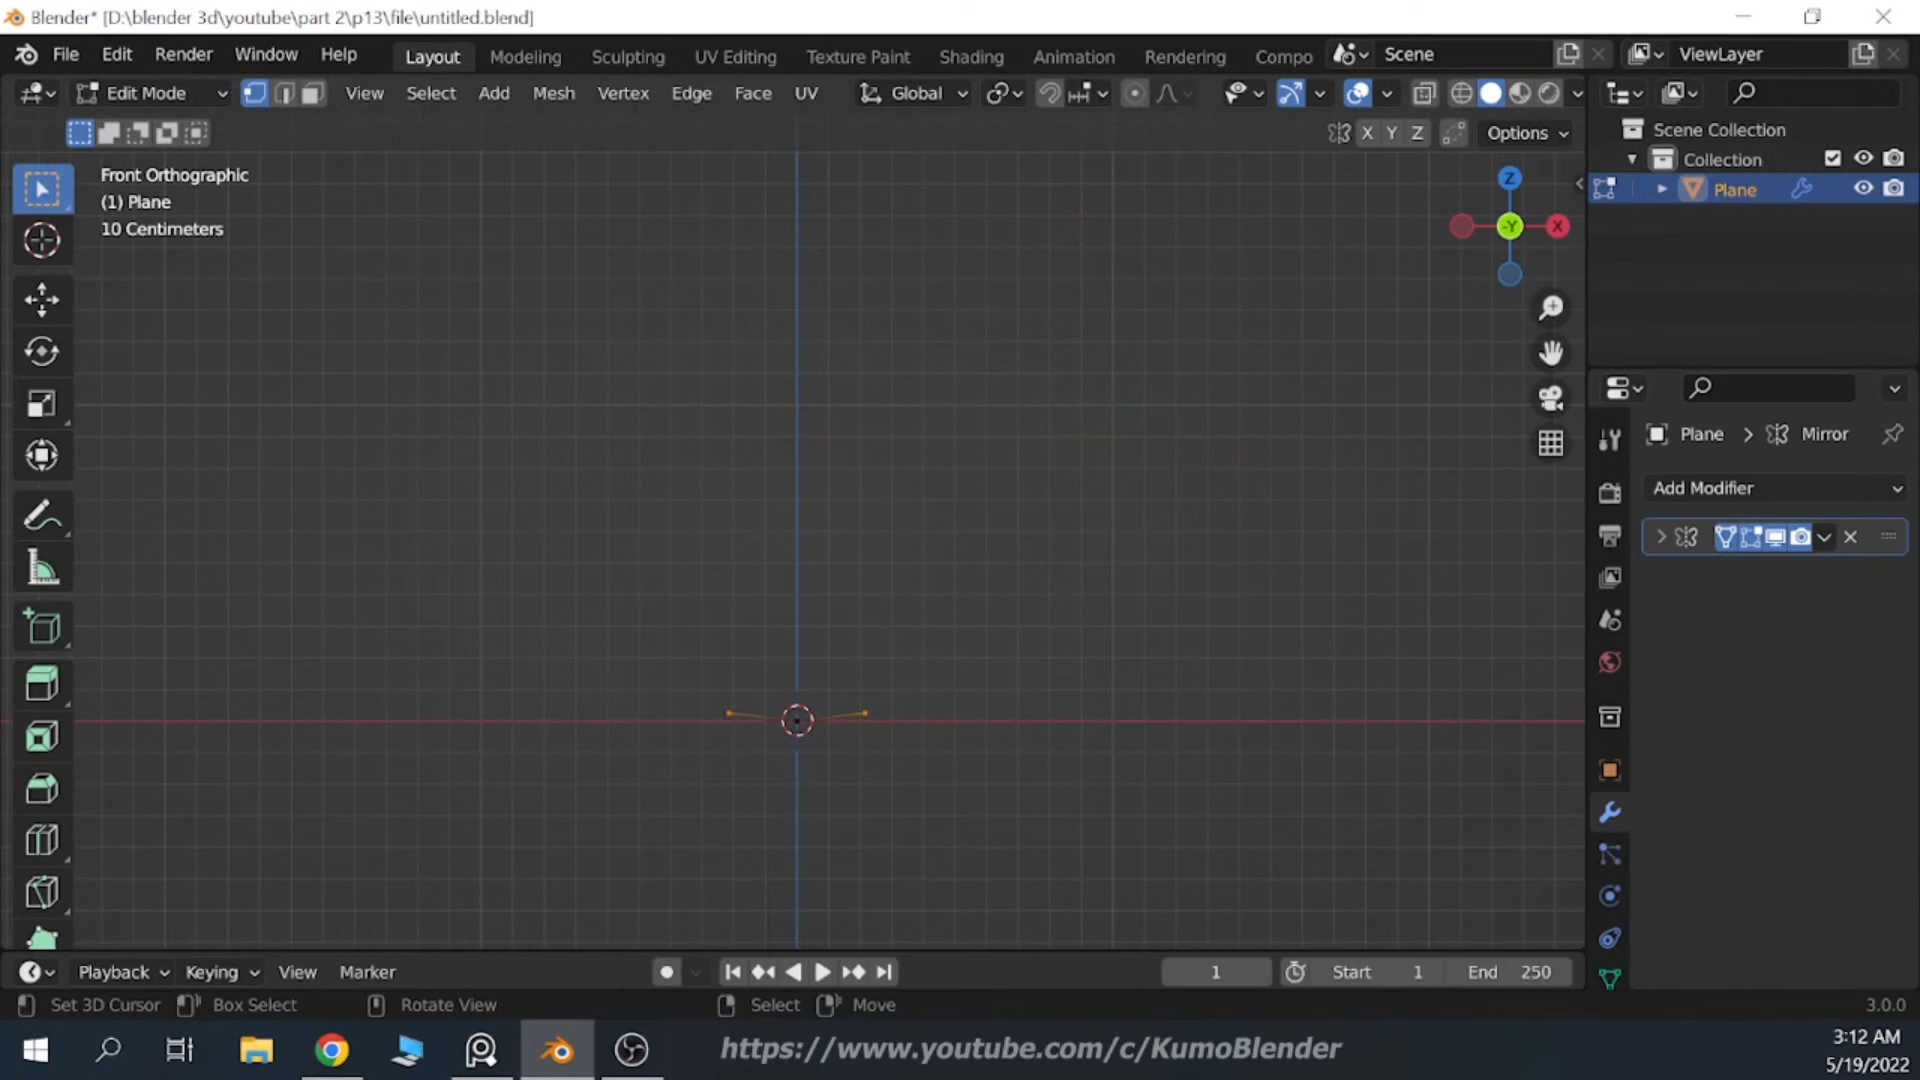 Blender* [D:\blender 3d\youtube\part 2\p13\file\untitled.blend]
File Edit Render Window Help Layout Modeling Sculpting UV Editing Texture Paint Shading Animation Rendering Compo Scene ViewLayer
Edit Mode View Select Add Mesh Vertex Edge Face UV Global
X Y Z Options
Scene Collection
Collection
Plane
Front Orthographic
(1) Plane
10 Centimeters
Z
-Y
X
Plane > Mirror
Add Modifier
Playback Keying View Marker 1 Start 1 End 250
Set 3D Cursor Box Select Rotate View Select Move 3.0.0
https://www.youtube.com/c/KumoBlender
3:12 AM
5/19/2022